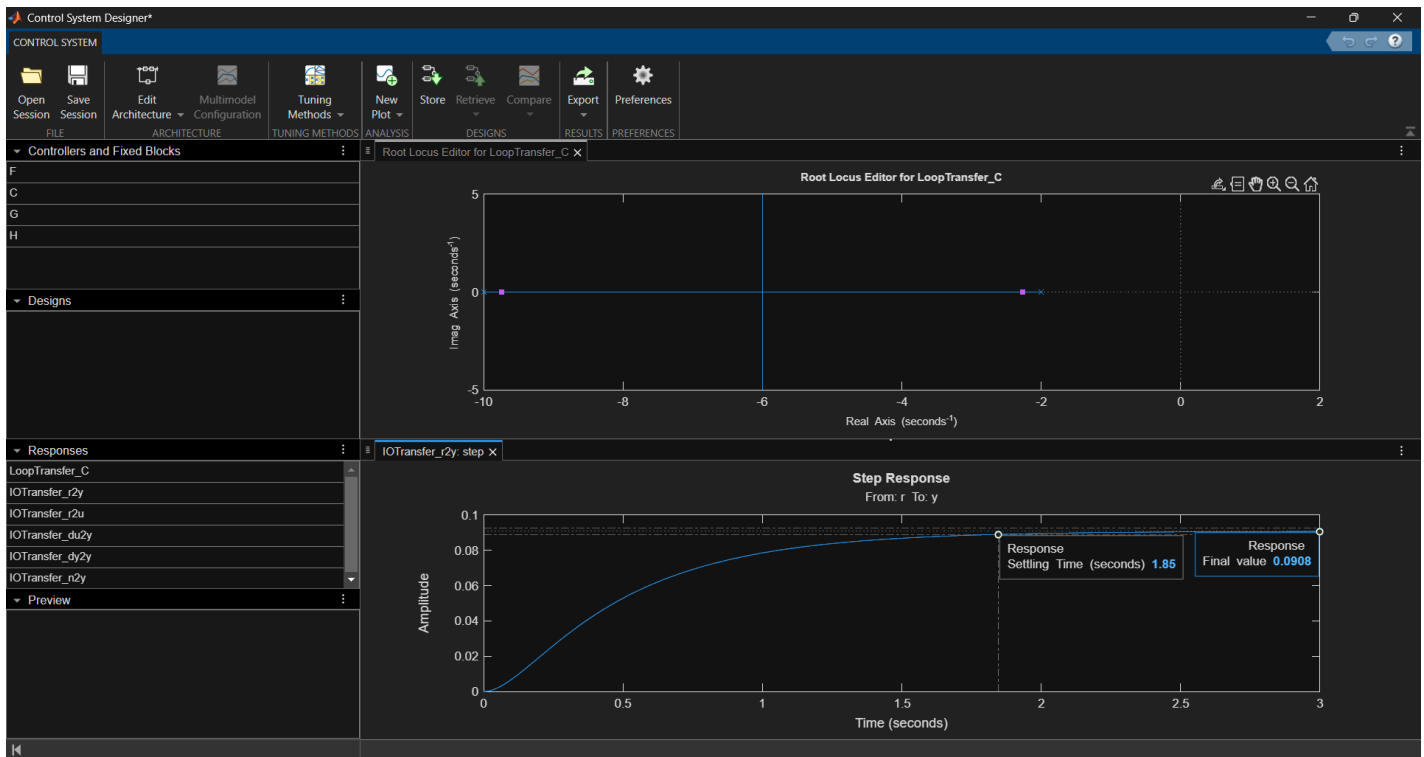 Control System Designer*
CONTROL SYSTEM
?
Open Session
Save Session
Edit Architecture
Multimodel Configuration
Tuning Methods
New Plot
Store
Retrieve
Compare
Export
Preferences
FILE
ARCHITECTURE
TUNING METHODS
ANALYSIS
DESIGNS
RESULTS
PREFERENCES
Controllers and Fixed Blocks
F
C
G
H
Designs
Responses
LoopTransfer_C
IOTransfer_r2y
IOTransfer_r2u
IOTransfer_du2y
IOTransfer_dy2y
IOTransfer_n2y
Preview
Root Locus Editor for LoopTransfer_C
Root Locus Editor for LoopTransfer_C
5
0
-5
Imag Axis (seconds⁻¹)
-10 -8 -6 -4 -2 0 2
Real Axis (seconds⁻¹)
IOTransfer_r2y: step
Step Response
From: r To: y
0.1
0.08
0.06
0.04
0.02
0
Amplitude
Response
Settling Time (seconds) 1.85
Response
Final value 0.0908
0 0.5 1 1.5 2 2.5 3
Time (seconds)